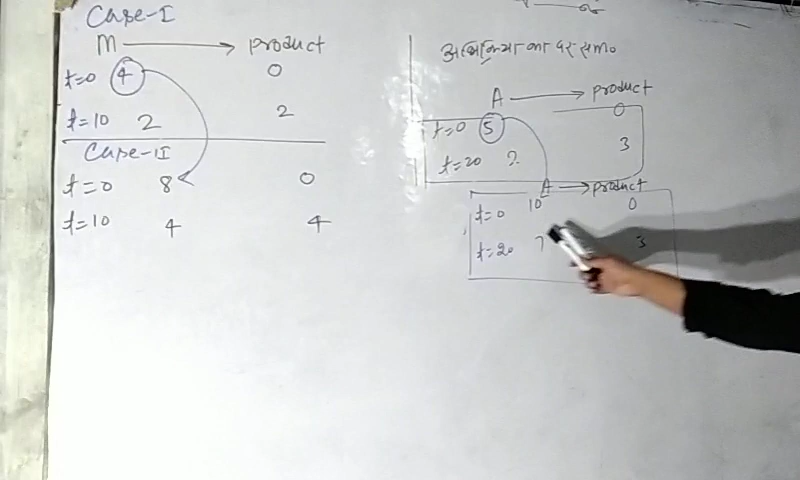 Case-I
M → product
t=0 4 0
t=10 2 2
Case-II
t=0 8 0
t=10 4 4
A → product
t=0 5 0
t=20 2 3
A → product
t=0 10 0
t=20 7 3